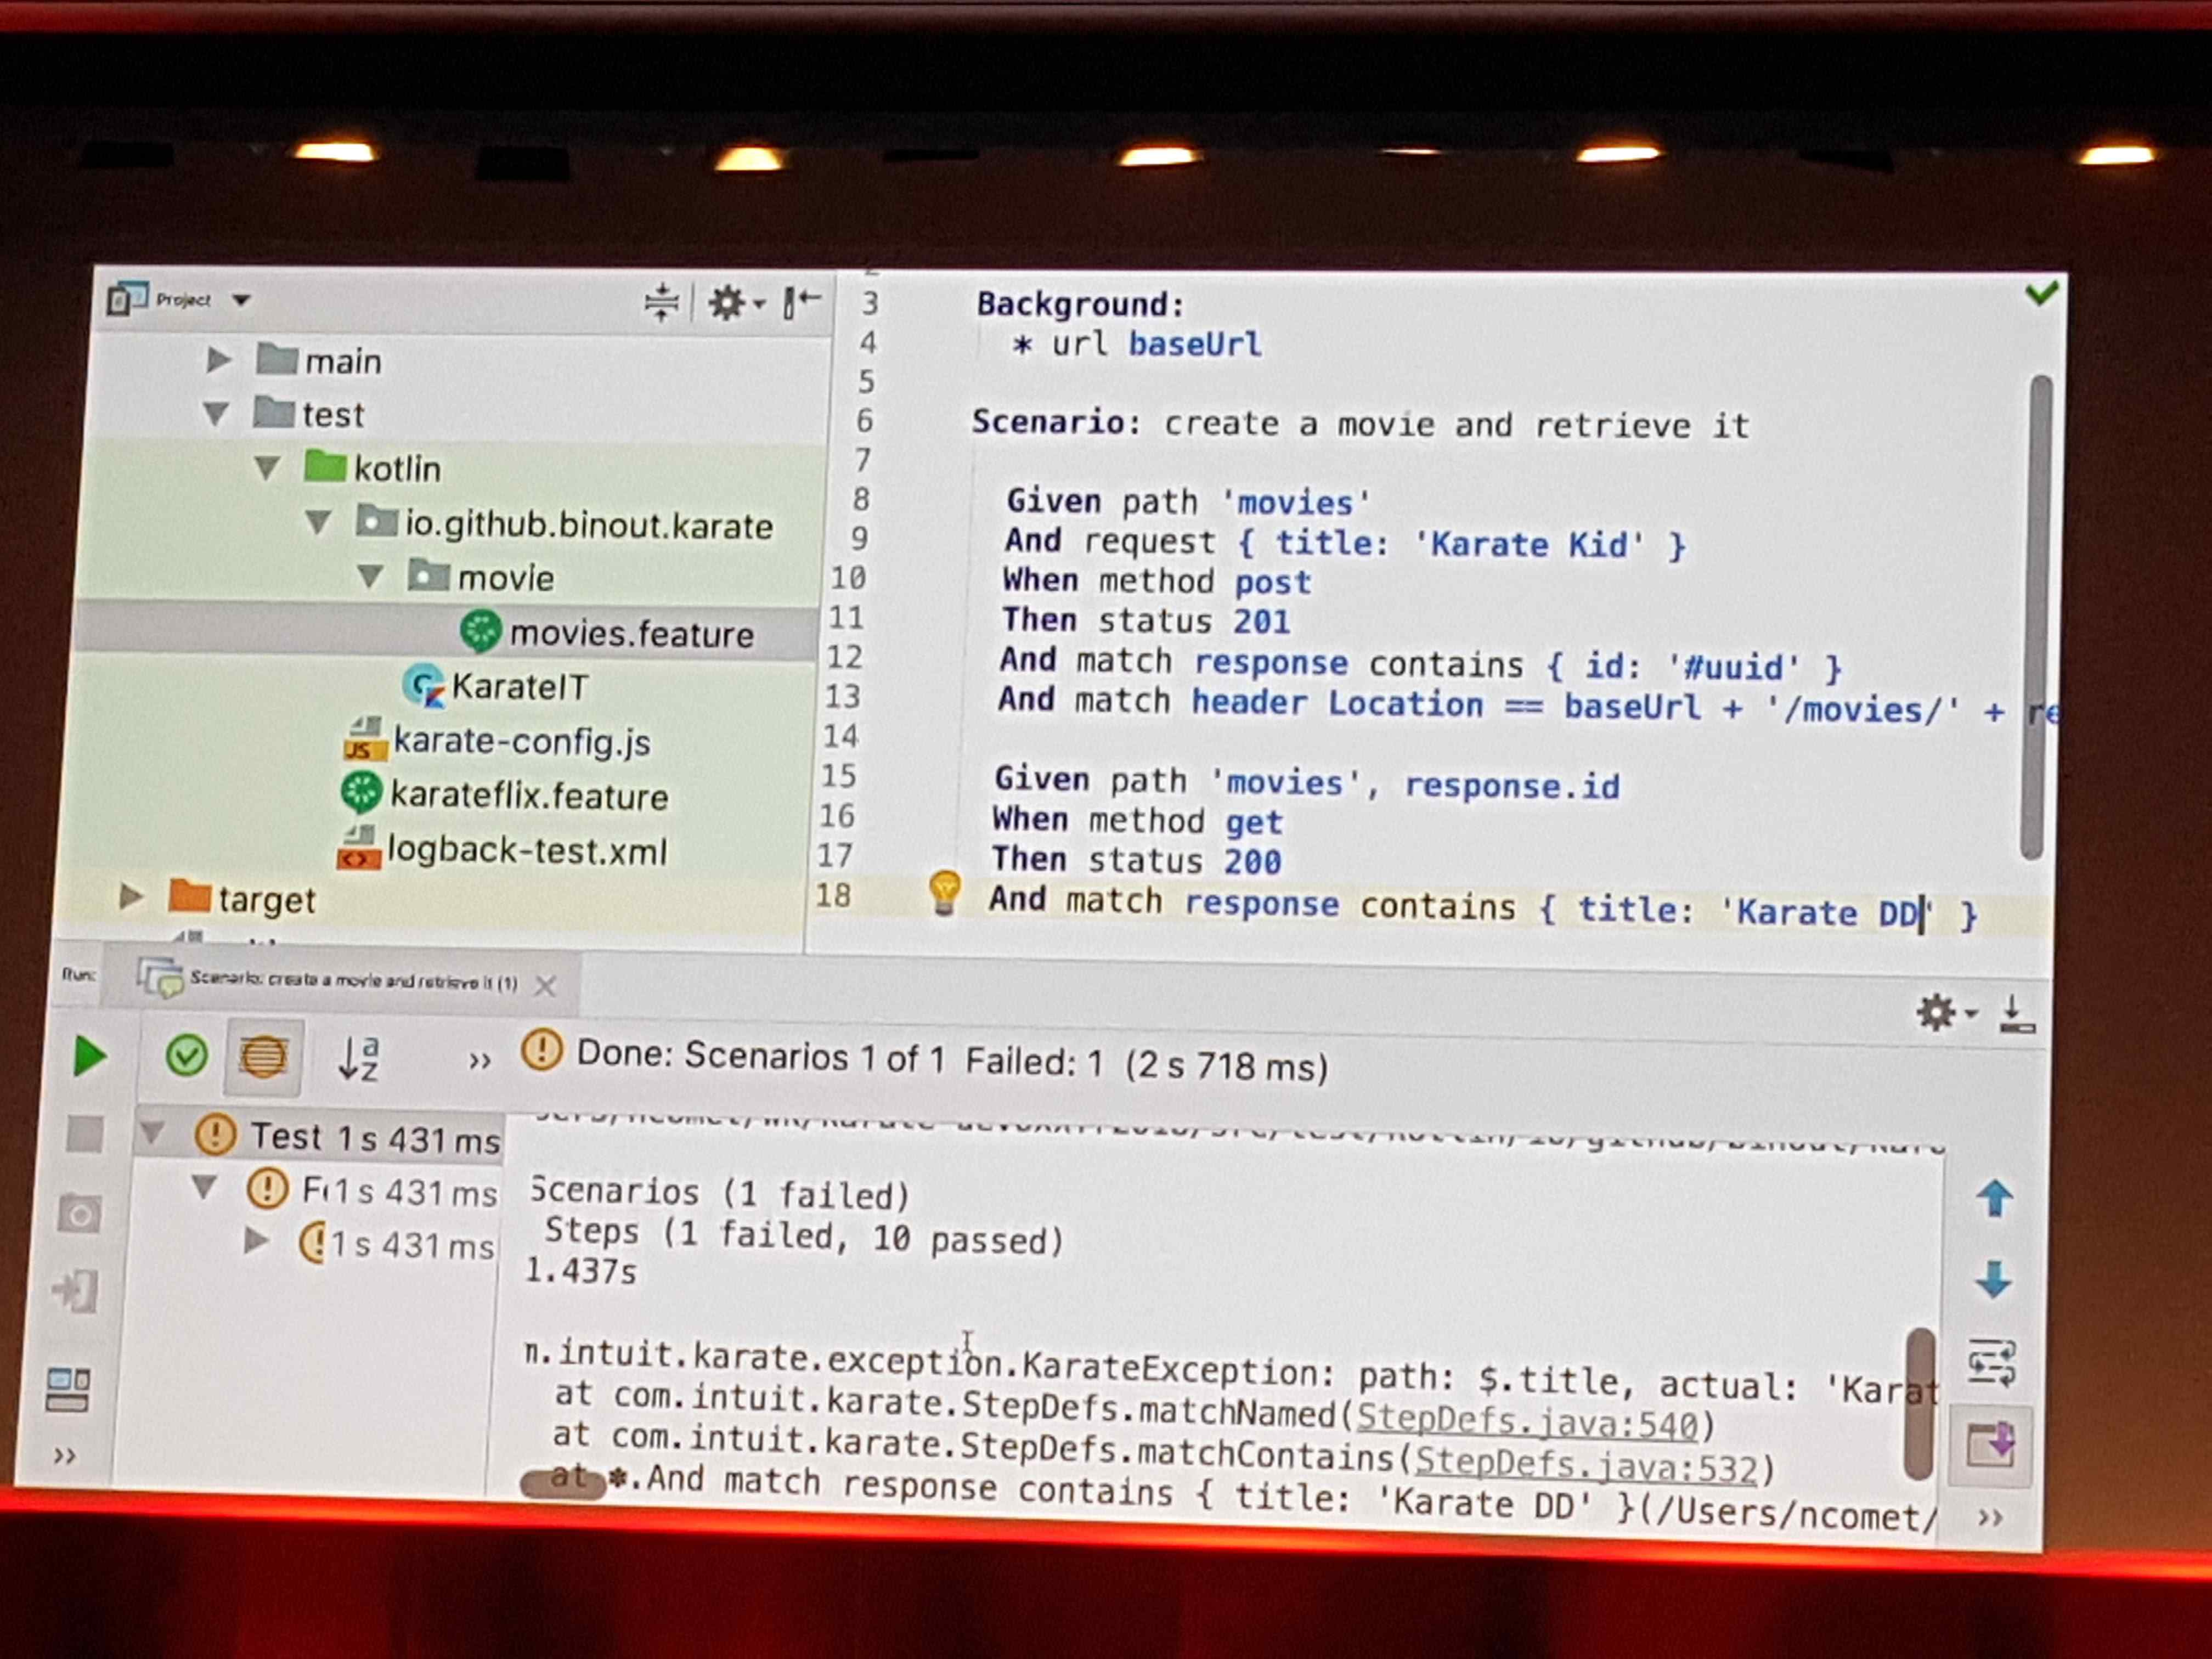 Project
main
test
kotlin
io.github.binout.karate
movie
movies.feature
KarateIT
karate-config.js
JS
karateflix.feature
logback-test.xml
target
3 Background:
4 * url baseUrl
5
6 Scenario: create a movie and retrieve it
7
8 Given path 'movies'
9 And request { title: 'Karate Kid' }
10 When method post
11 Then status 201
12 And match response contains { id: '#uuid' }
13 And match header Location == baseUrl + '/movies/' + re
14
15 Given path 'movies', response.id
16 When method get
17 Then status 200
18 And match response contains { title: 'Karate DD' }
Run: Scenario: create a movie and retrieve it (1)
Done: Scenarios 1 of 1 Failed: 1 (2 s 718 ms)
Test 1 s 431 ms
1 s 431 ms
1 s 431 ms
Scenarios (1 failed)
Steps (1 failed, 10 passed)
1.437s
m.intuit.karate.exception.KarateException: path: $.title, actual: 'Karat
at com.intuit.karate.StepDefs.matchNamed(StepDefs.java:540)
at com.intuit.karate.StepDefs.matchContains(StepDefs.java:532)
at *.And match response contains { title: 'Karate DD' }(/Users/ncomet/